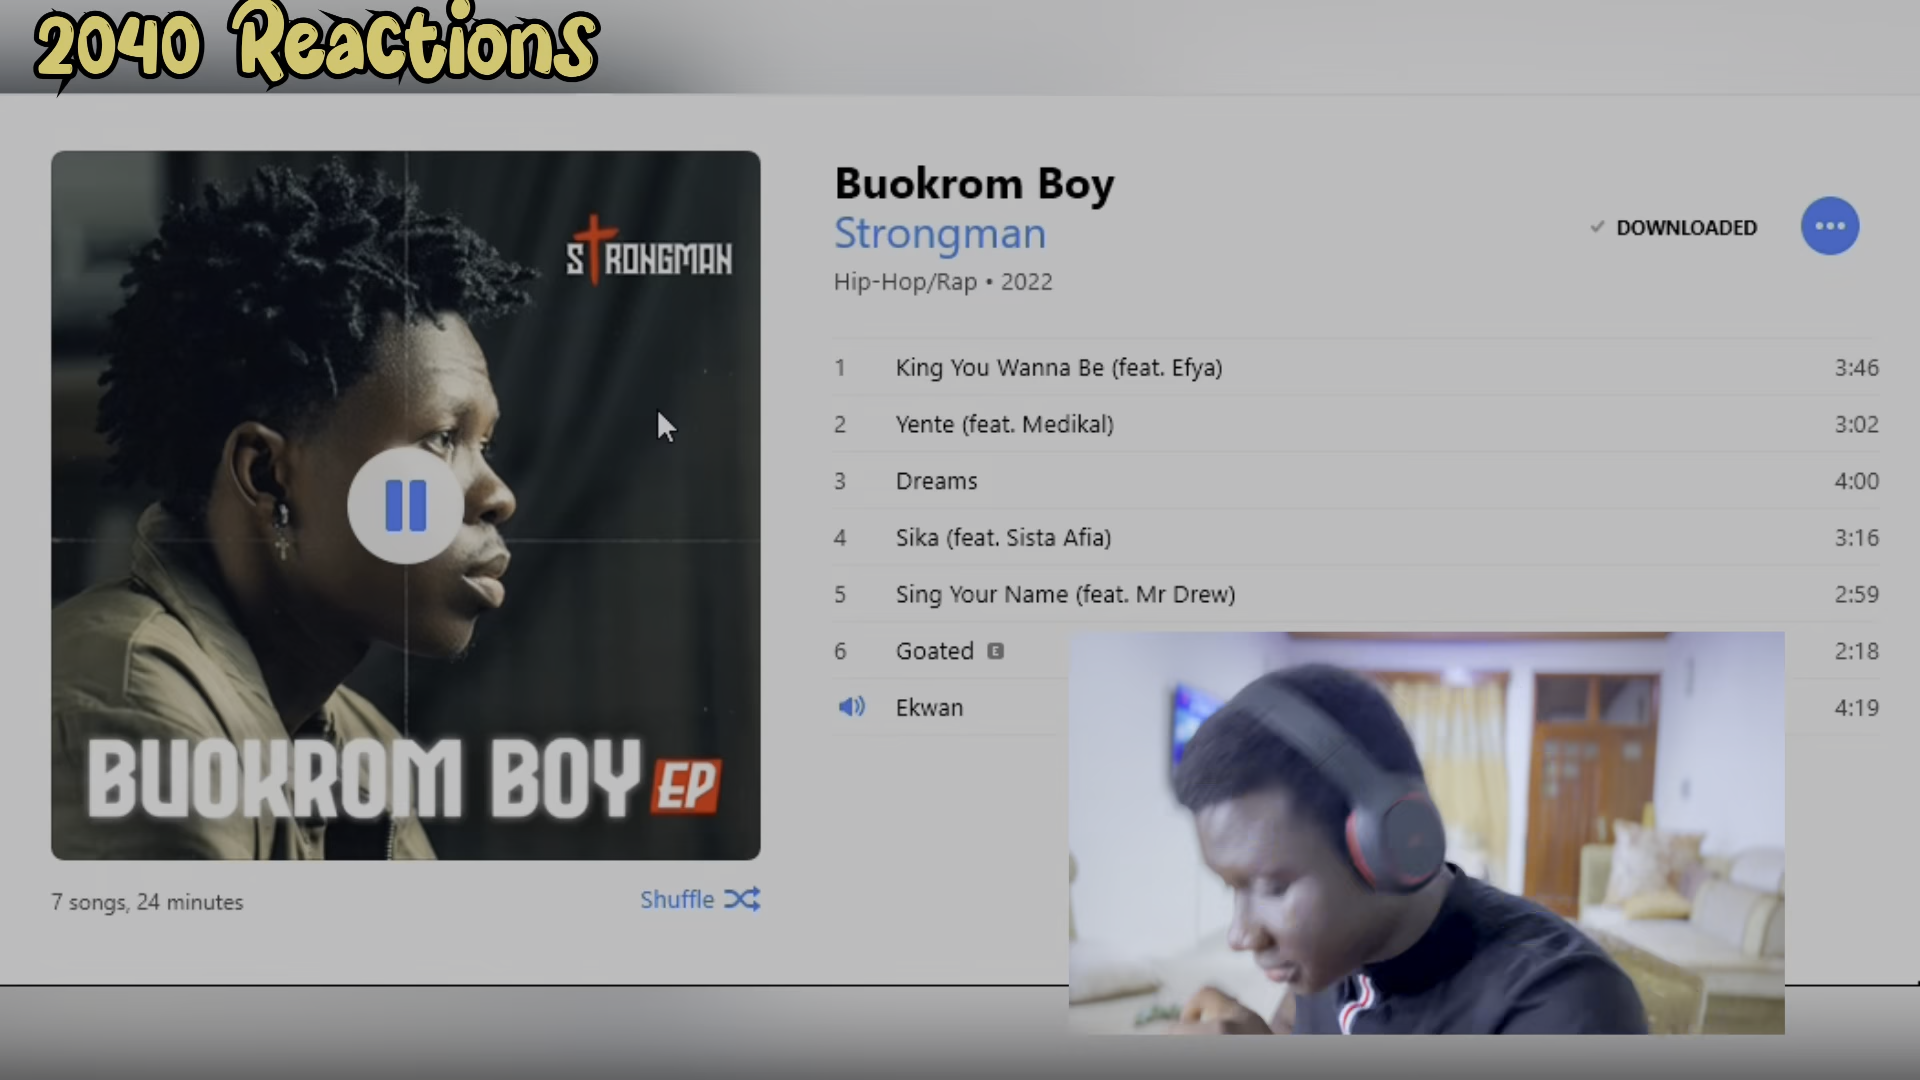 2040 Reactions
STRONGMAN
BUOKROM BOY EP
7 songs, 24 minutes
Shuffle
Buokrom Boy
Strongman
Hip-Hop/Rap • 2022
DOWNLOADED
1 King You Wanna Be (feat. Efya) 3:46
2 Yente (feat. Medikal) 3:02
3 Dreams 4:00
4 Sika (feat. Sista Afia) 3:16
5 Sing Your Name (feat. Mr Drew) 2:59
6 Goated E 2:18
Ekwan 4:19